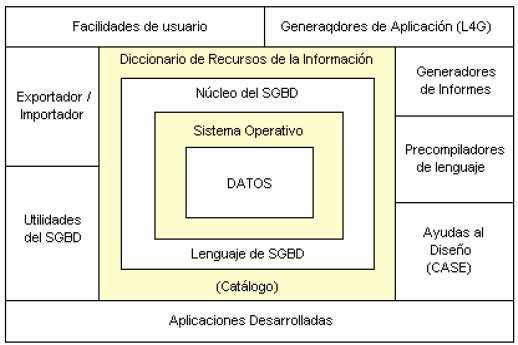 Facilidades de usuario
Generaqdores de Aplicación (L4G)
Diccionario de Recursos de la Información
Exportador /
Importador
Núcleo del SGBD
Generadores
de Informes
Sistema Operativo
Precompiladores
de lenguaje
DATOS
Utilidades
del SGBD
Ayudas al
Diseño
(CASE)
Lenguaje de SGBD
(Catálogo)
Aplicaciones Desarrolladas